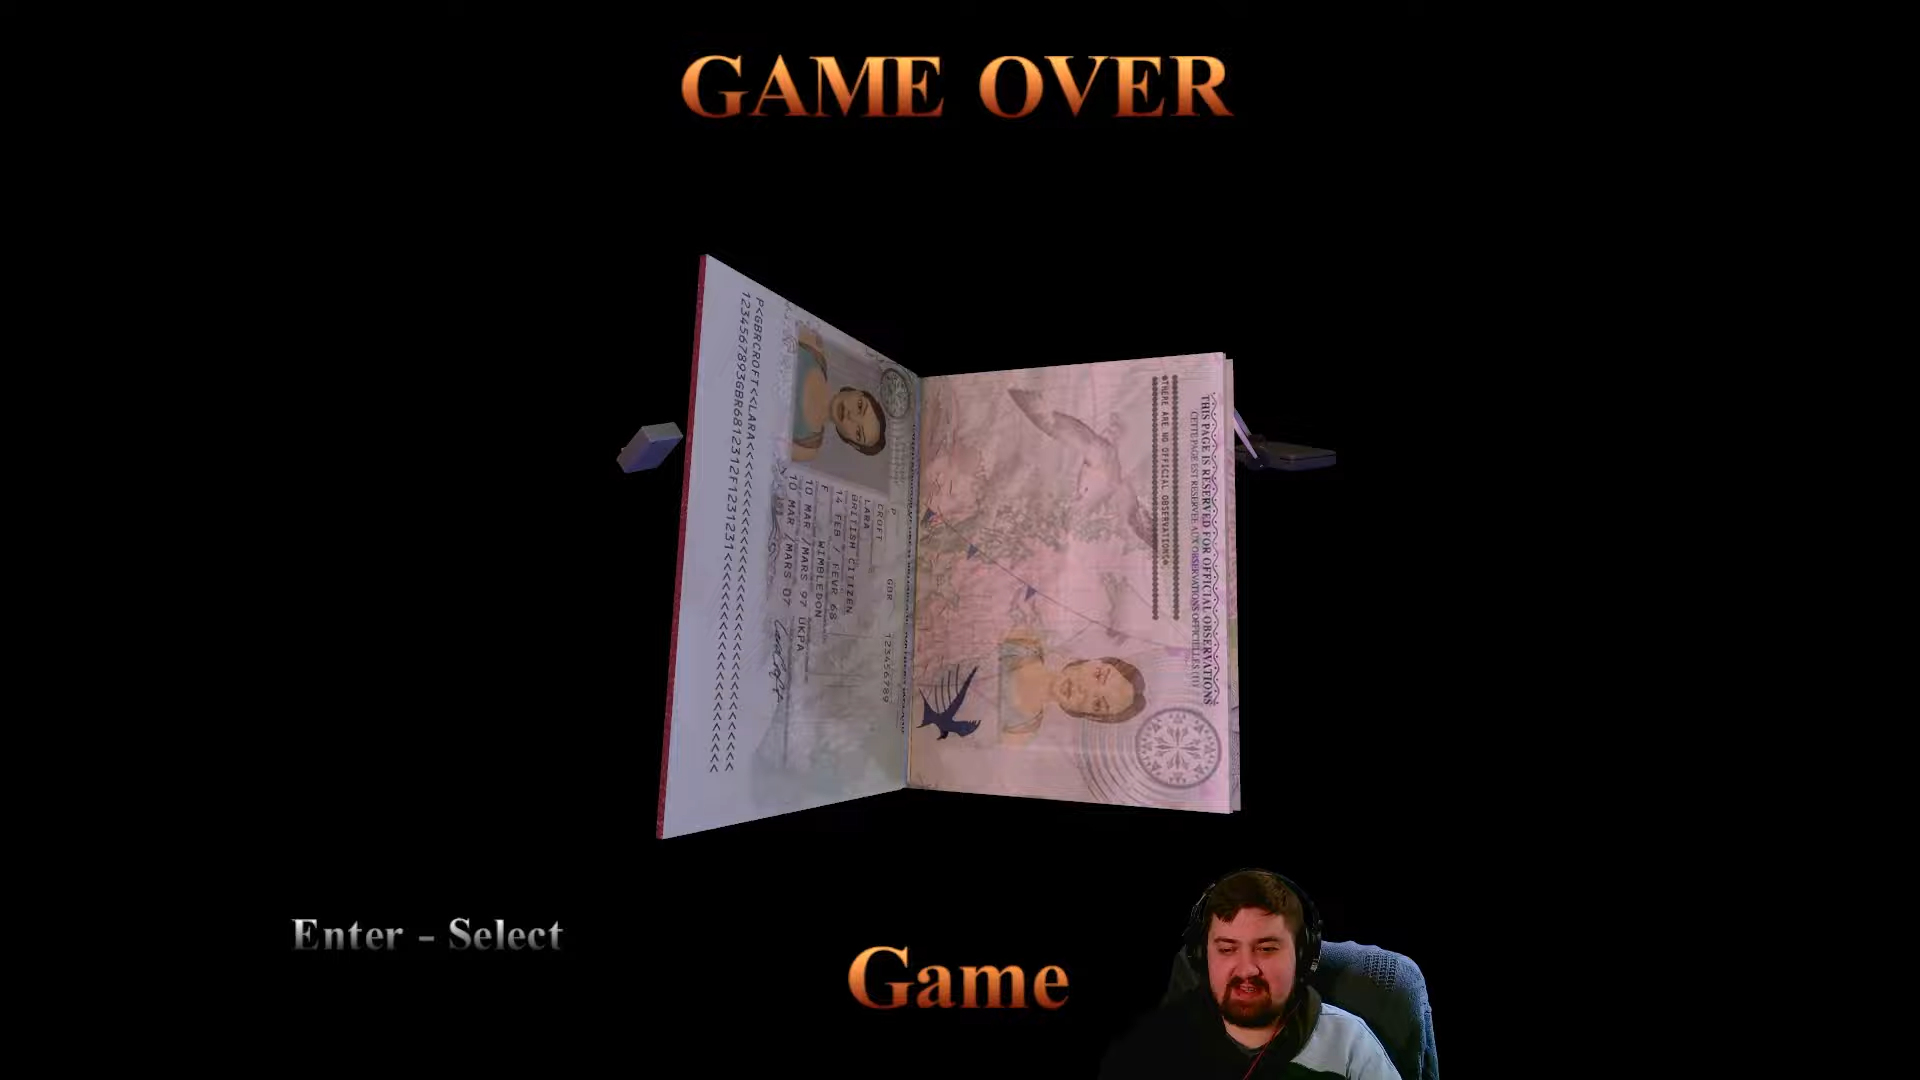 GAME OVER
P<GBRCROFT<<LARA<<<<<<<<<<<<<<<<<<<<<<<<<<<<
P GBR 123456789
CROFT
LARA
BRITISH CITIZEN
14 FEB / FEVR 68
F WIMBLEDON
10 MAR /MARS 97 UKPA
10 MAR /MARS 07
THIS PAGE IS RESERVED FOR OFFICIAL OBSERVATIONS
CETTE PAGE EST RESERVEE AUX OBSERVATIONS OFFICIELLES
THERE ARE NO OFFICIAL OBSERVATIONS
Enter - Select
Game